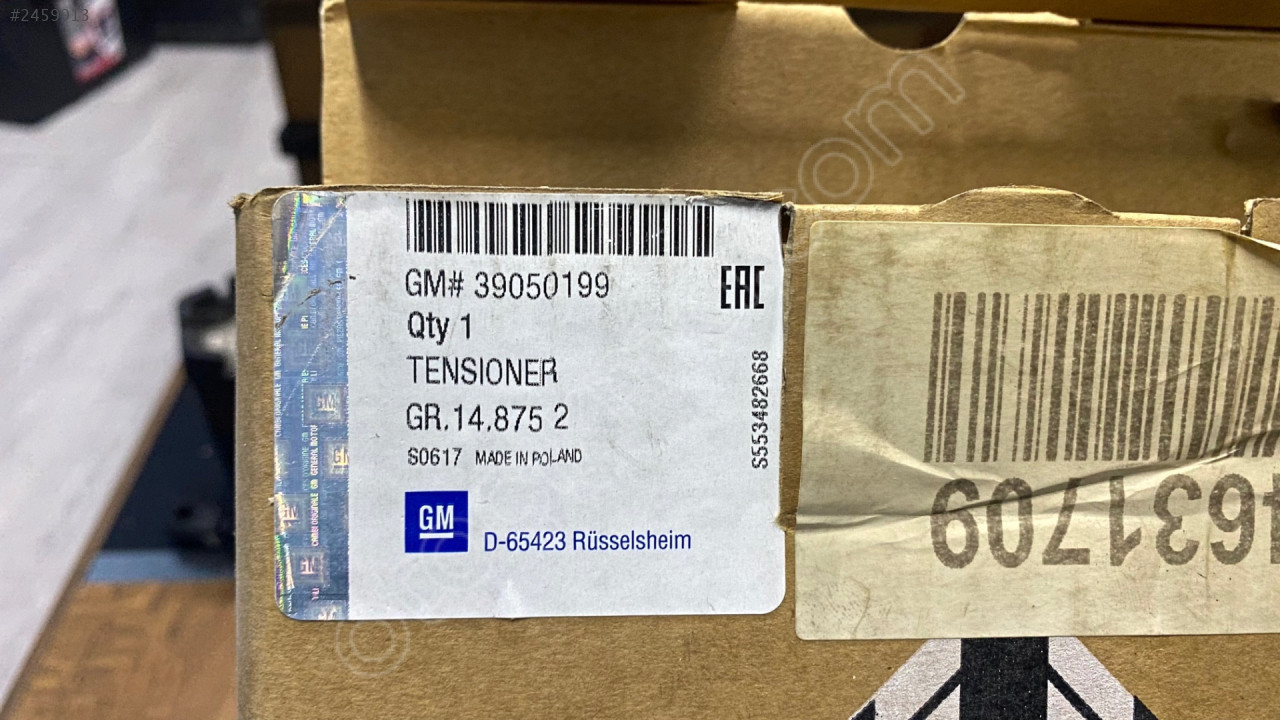 #2459913
GM# 39050199
EAC
Qty 1
TENSIONER
GR.14.875 2
S0617 MADE IN POLAND
S553482668
GM
D-65423 Rüsselsheim
4631709